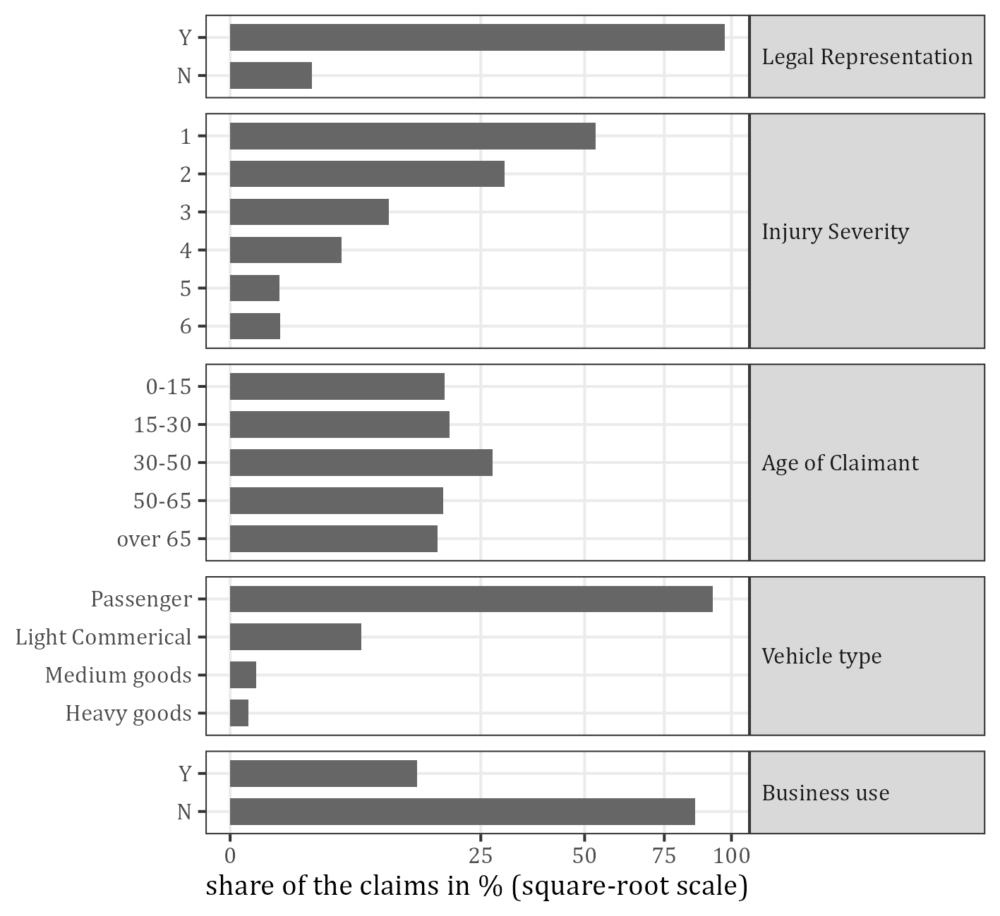 Y
N
Legal Representation
1
2
3
4
5
6
Injury Severity
0-15
15-30
30-50
50-65
over 65
Age of Claimant
Passenger
Light Commerical
Medium goods
Heavy goods
Vehicle type
Y
N
Business use
0 25 50 75 100
share of the claims in % (square-root scale)